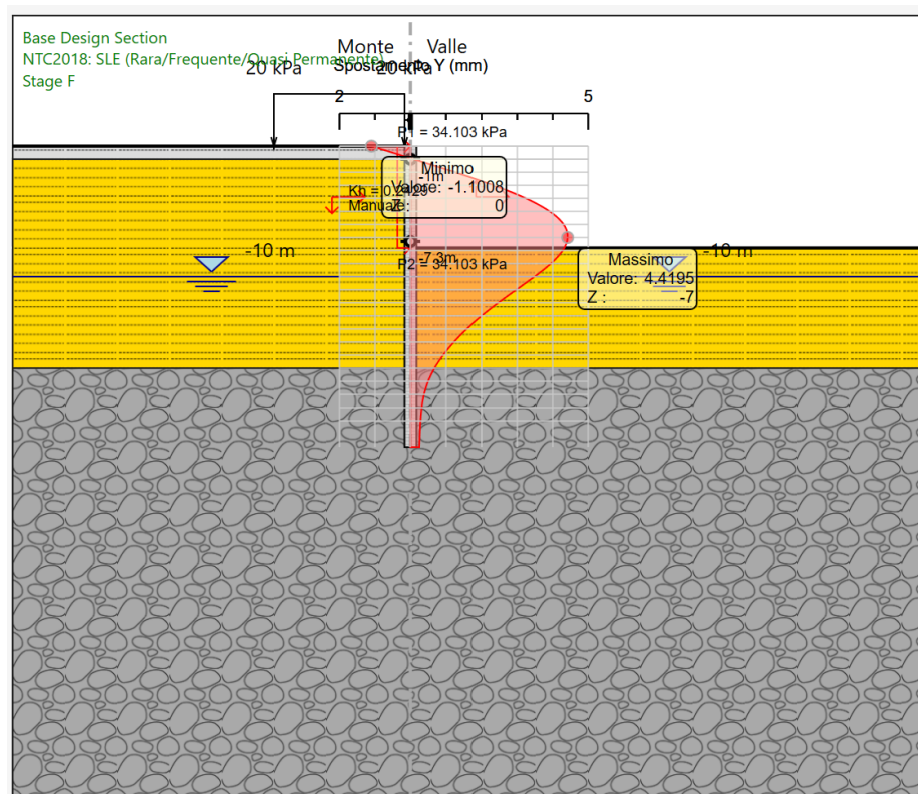 Base Design Section
NTC2018: SLE (Rara/Frequente/Quasi Permanente)
Stage F
Monte Valle
20 kPa 20 kPa
Spostamento Y (mm)
2 5
P1 = 34.103 kPa
Minimo
-1m
Valore: -1.1008
Z : 0
Kh = 0.2429
Manuale
-10 m -10 m
-7.3m
P2 = 34.103 kPa
Massimo
Valore: 4.4195
Z : -7